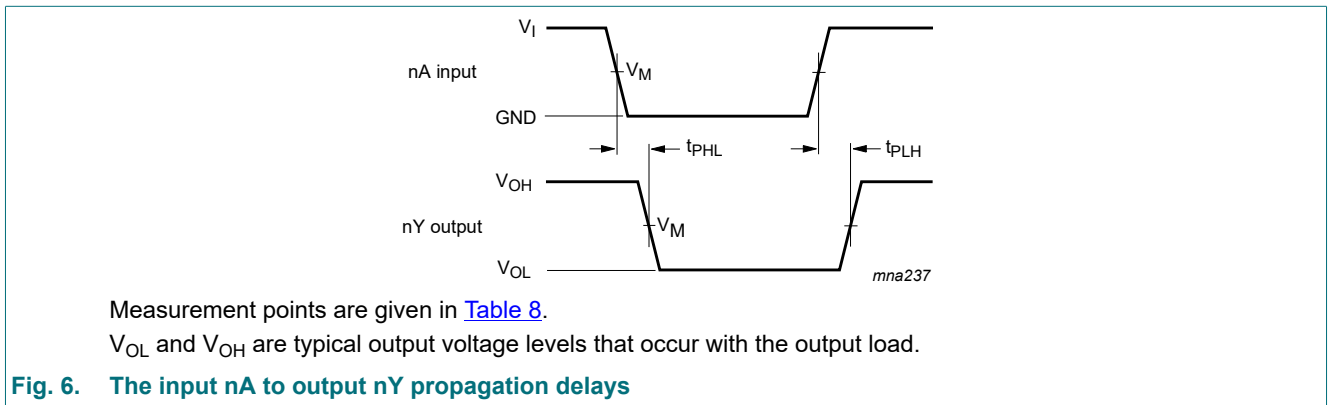 V_I
nA input
V_M
GND
t_PHL
t_PLH
V_OH
nY output
V_M
V_OL
mna237
Measurement points are given in Table 8.
V_OL and V_OH are typical output voltage levels that occur with the output load.
Fig. 6. The input nA to output nY propagation delays